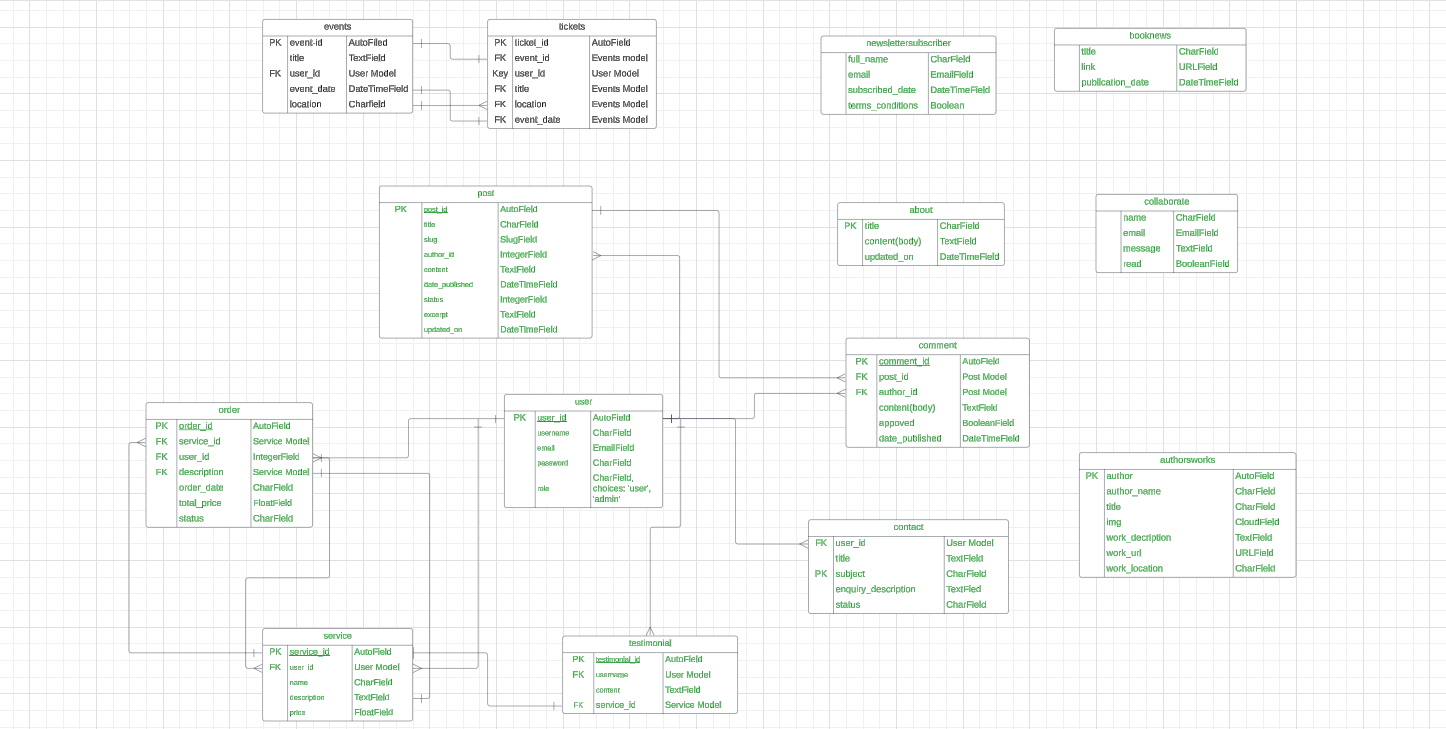 events
PK event-id AutoFiled
title TextField
FK user_id User Model
event_date DateTimeField
location Charfield
tickets
PK ticket_id AutoField
FK event_id Events model
Key user_id User Model
FK title Events Model
FK location Events Model
FK event_date Events Model
newslettersubscriber
full_name CharField
email EmailField
subscribed_date DateTimeField
terms_conditions Boolean
booknews
title CharField
link URLField
publication_date DateTimeField
post
PK post_id AutoField
title CharField
slug SlugField
author_id IntegerField
content TextField
date_published DateTimeField
status IntegerField
excerpt TextField
updated_on DateTimeField
about
PK title CharField
content(body) TextField
updated_on DateTimeField
collaborate
name CharField
email EmailField
message TextField
read BooleanField
comment
PK comment_id AutoField
FK post_id Post Model
FK author_id Post Model
content(body) TextField
appoved BooleanField
date_published DateTimeField
order
PK order_id AutoField
FK service_id Service Model
FK user_id IntegerField
FK description Service Model
order_date CharField
total_price FloatField
status CharField
user
PK user_id AutoField
username CharField
email EmailField
password CharField
role CharField,
choices; 'user',
'admin'
authorsworks
PK author AutoField
author_name CharField
title CharField
img CloudField
work_decription TextField
work_url URLField
work_location CharField
contact
FK user_id User Model
title TextField
PK subject CharField
enquiry_description TextFied
status CharField
service
PK service_id AutoField
FK user_id User Model
name CharField
description TextField
price FloatField
testimonial
PK testimonial_id AutoField
FK username User Model
content TextField
FK service_id Service Model